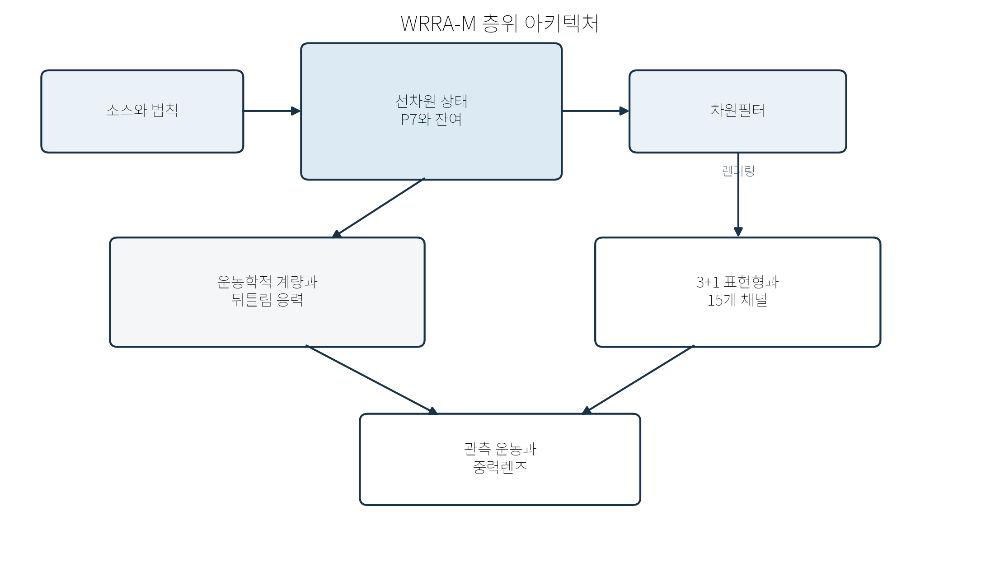 WRRA-M 층위 아키텍처
소스와 법칙
선차원 상태
P7와 잔여
차원필터
렌더링
운동학적 계량과
뒤틀림 응력
3+1 표현형과
15개 채널
관측 운동과
중력렌즈